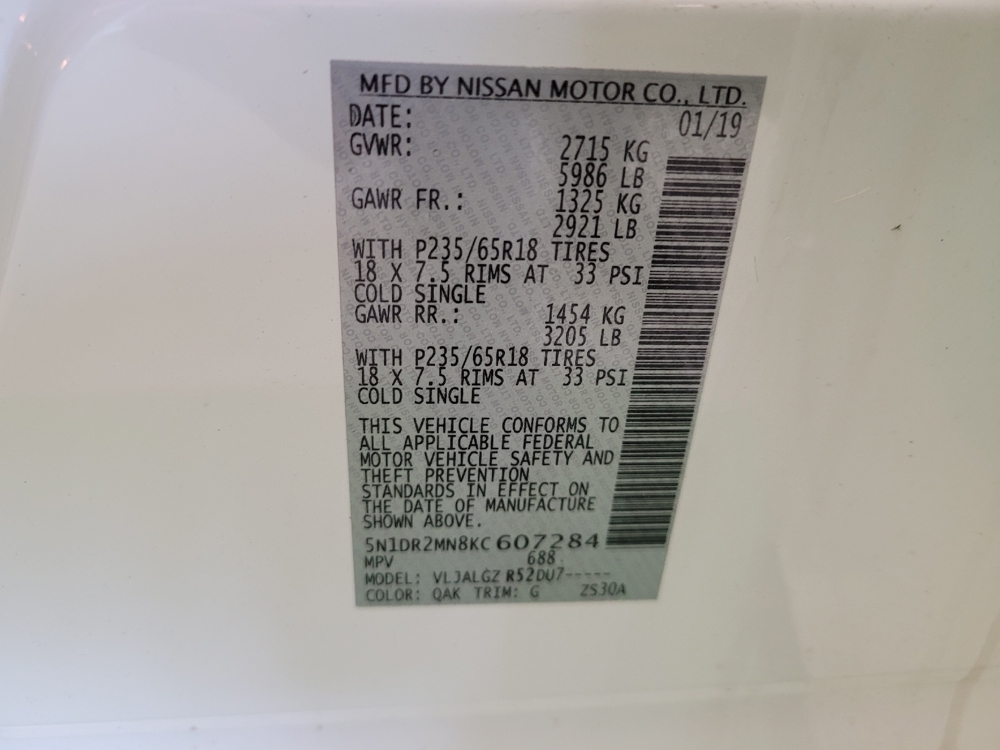 MFD BY NISSAN MOTOR CO., LTD.
DATE: 01/19
GVWR: 2715 KG
5986 LB
GAWR FR.: 1325 KG
2921 LB
WITH P235/65R18 TIRES
18 X 7.5 RIMS AT 33 PSI
COLD SINGLE
GAWR RR.: 1454 KG
3205 LB
WITH P235/65R18 TIRES
18 X 7.5 RIMS AT 33 PSI
COLD SINGLE
THIS VEHICLE CONFORMS TO
ALL APPLICABLE FEDERAL
MOTOR VEHICLE SAFETY AND
THEFT PREVENTION
STANDARDS IN EFFECT ON
THE DATE OF MANUFACTURE
SHOWN ABOVE.
5N1DR2MN8KC607284
MPV 688
MODEL: VLJALGZ R52DU7-----
COLOR: QAK TRIM: G ZS30A